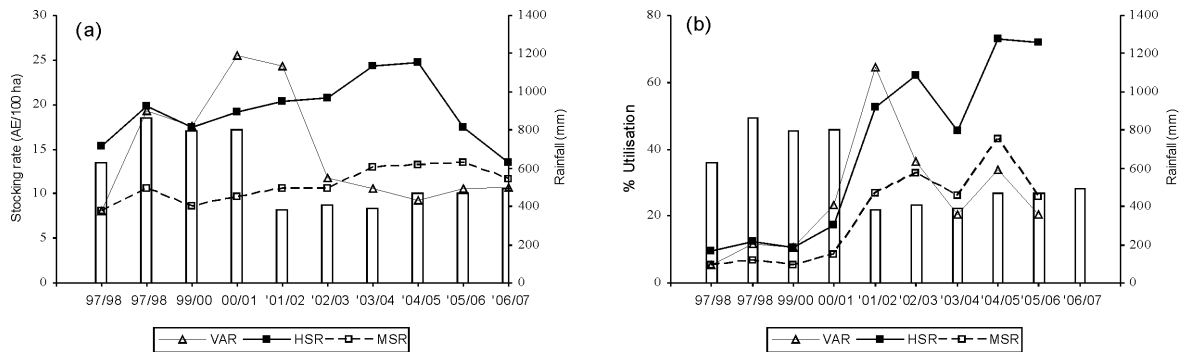 (a)
Stocking rate (AE/100 ha)
30
25
20
15
10
5
0
1400
1200
1000
800
600
400
200
0
Rainfall (mm)
97/98 97/98 99/00 00/01 '01/02 '02/03 '03/04 '04/05 '05/06 '06/07
VAR HSR MSR
(b)
% Utilisation
80
60
40
20
0
1400
1200
1000
800
600
400
200
0
Rainfall (mm)
97/98 97/98 99/00 00/01 '01/02 '02/03 '03/04 '04/05 '05/06 '06/07
VAR HSR MSR